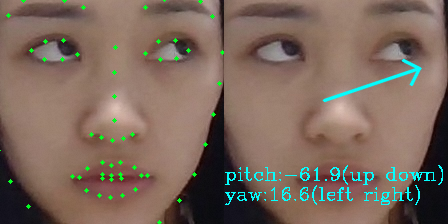 pitch:-61.9(up down)
yaw:16.6(left right)